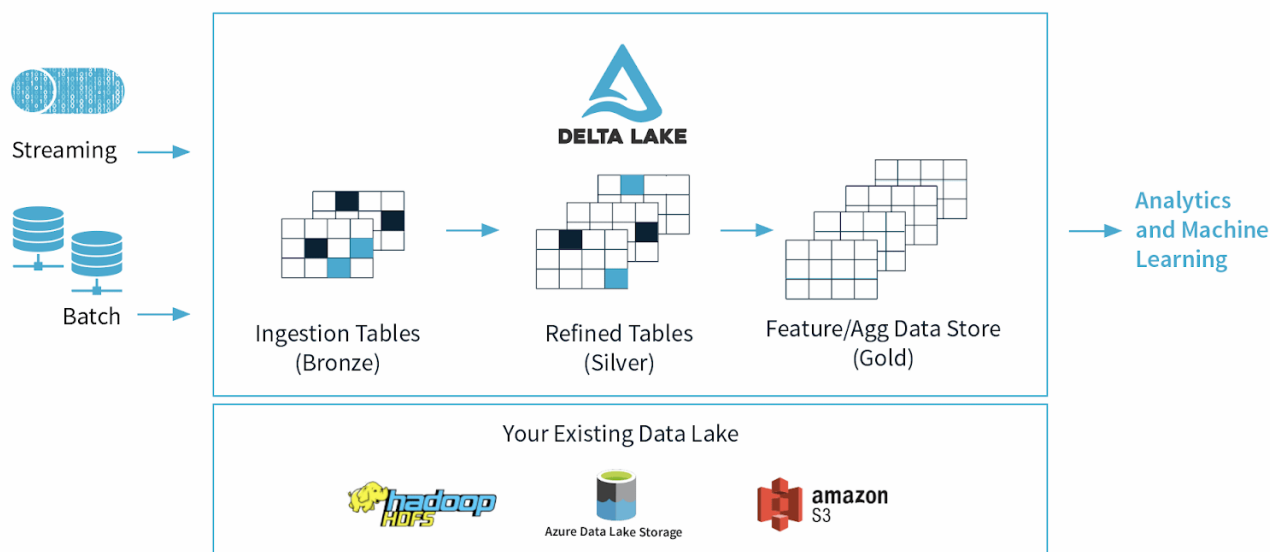 DELTA LAKE
Streaming
Batch
Ingestion Tables
(Bronze)
Refined Tables
(Silver)
Feature/Agg Data Store
(Gold)
Analytics
and Machine
Learning
Your Existing Data Lake
hadoop
HDFS
Azure Data Lake Storage
amazon
S3